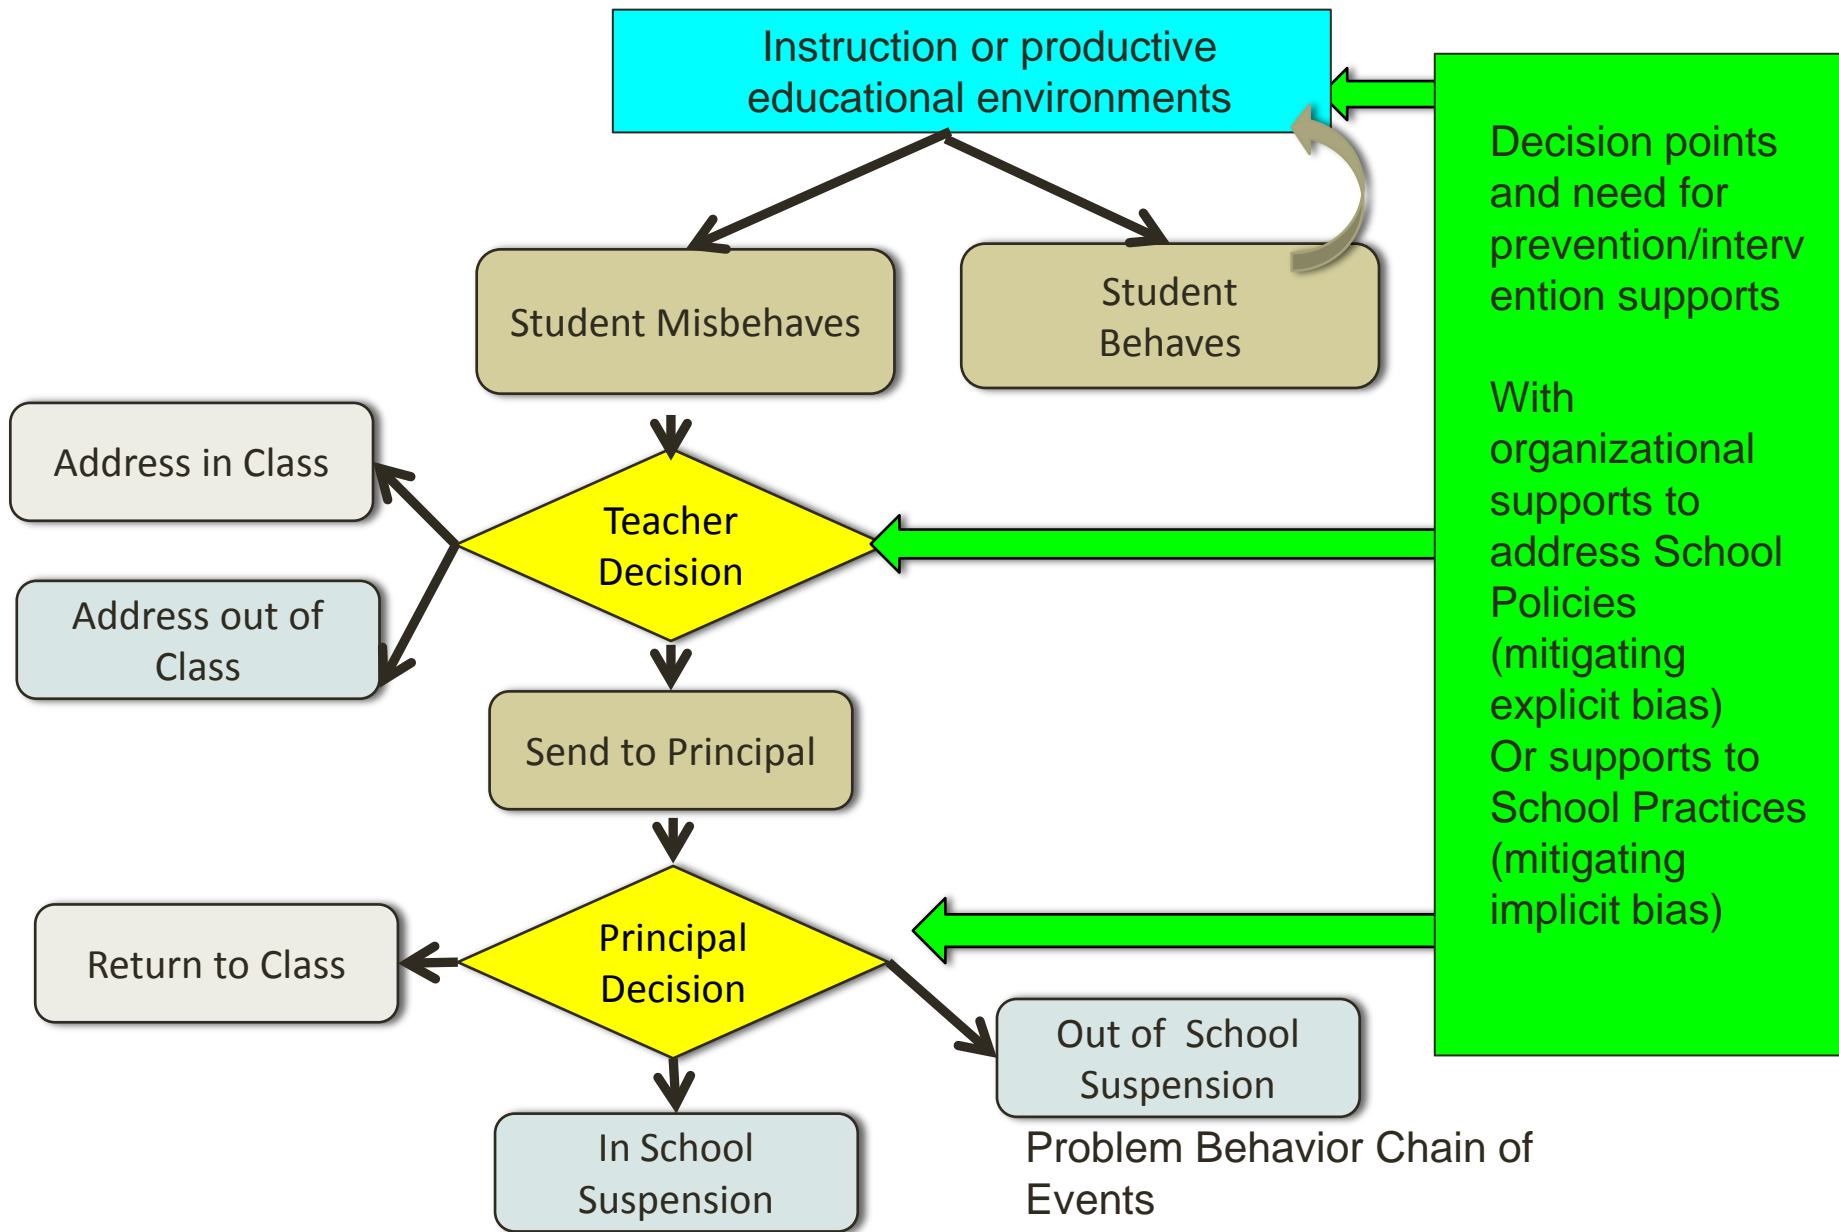 Instruction or productive
educational environments
Decision points
and need for
prevention/interv
ention supports
With
organizational
supports to
address School
Policies
(mitigating
explicit bias)
Or supports to
School Practices
(mitigating
implicit bias)
Student Misbehaves
Student
Behaves
Address in Class
Teacher
Decision
Address out of
Class
Send to Principal
Return to Class
Principal
Decision
Out of School
Suspension
In School
Suspension
Problem Behavior Chain of
Events